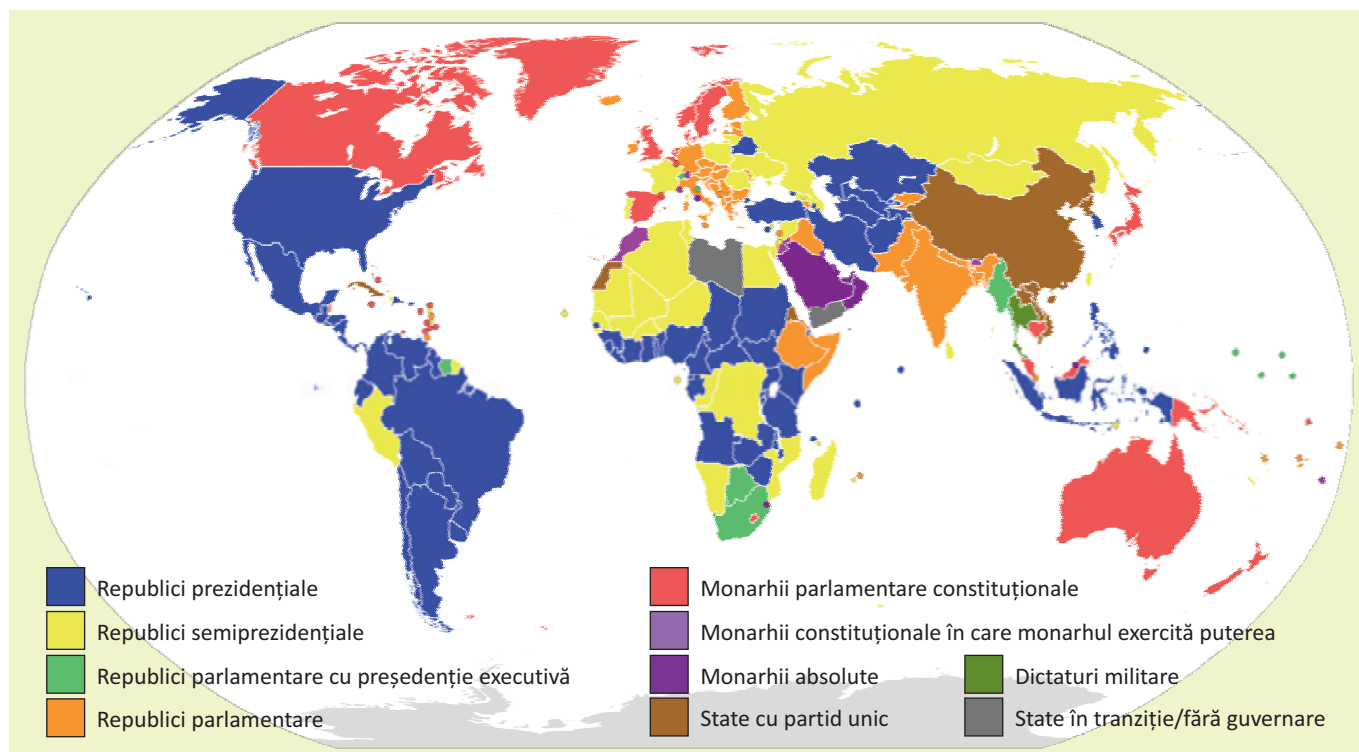 Republici prezidențiale
Republici semiprezidențiale
Republici parlamentare cu președenție executivă
Republici parlamentare
Monarhii parlamentare constituționale
Monarhii constituționale în care monarhul exercită puterea
Monarhii absolute
State cu partid unic
Dictaturi militare
State în tranziție/fără guvernare